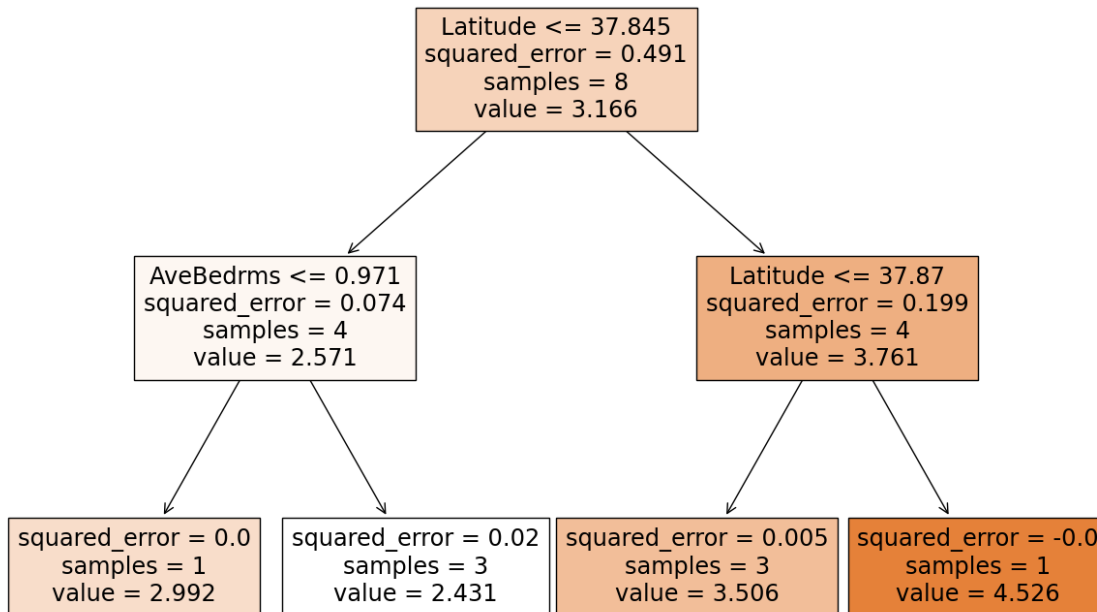 Latitude <= 37.845
squared_error = 0.491
samples = 8
value = 3.166
AveBedrms <= 0.971
squared_error = 0.074
samples = 4
value = 2.571
Latitude <= 37.87
squared_error = 0.199
samples = 4
value = 3.761
squared_error = 0.0
samples = 1
value = 2.992
squared_error = 0.02
samples = 3
value = 2.431
squared_error = 0.005
samples = 3
value = 3.506
squared_error = -0.0
samples = 1
value = 4.526